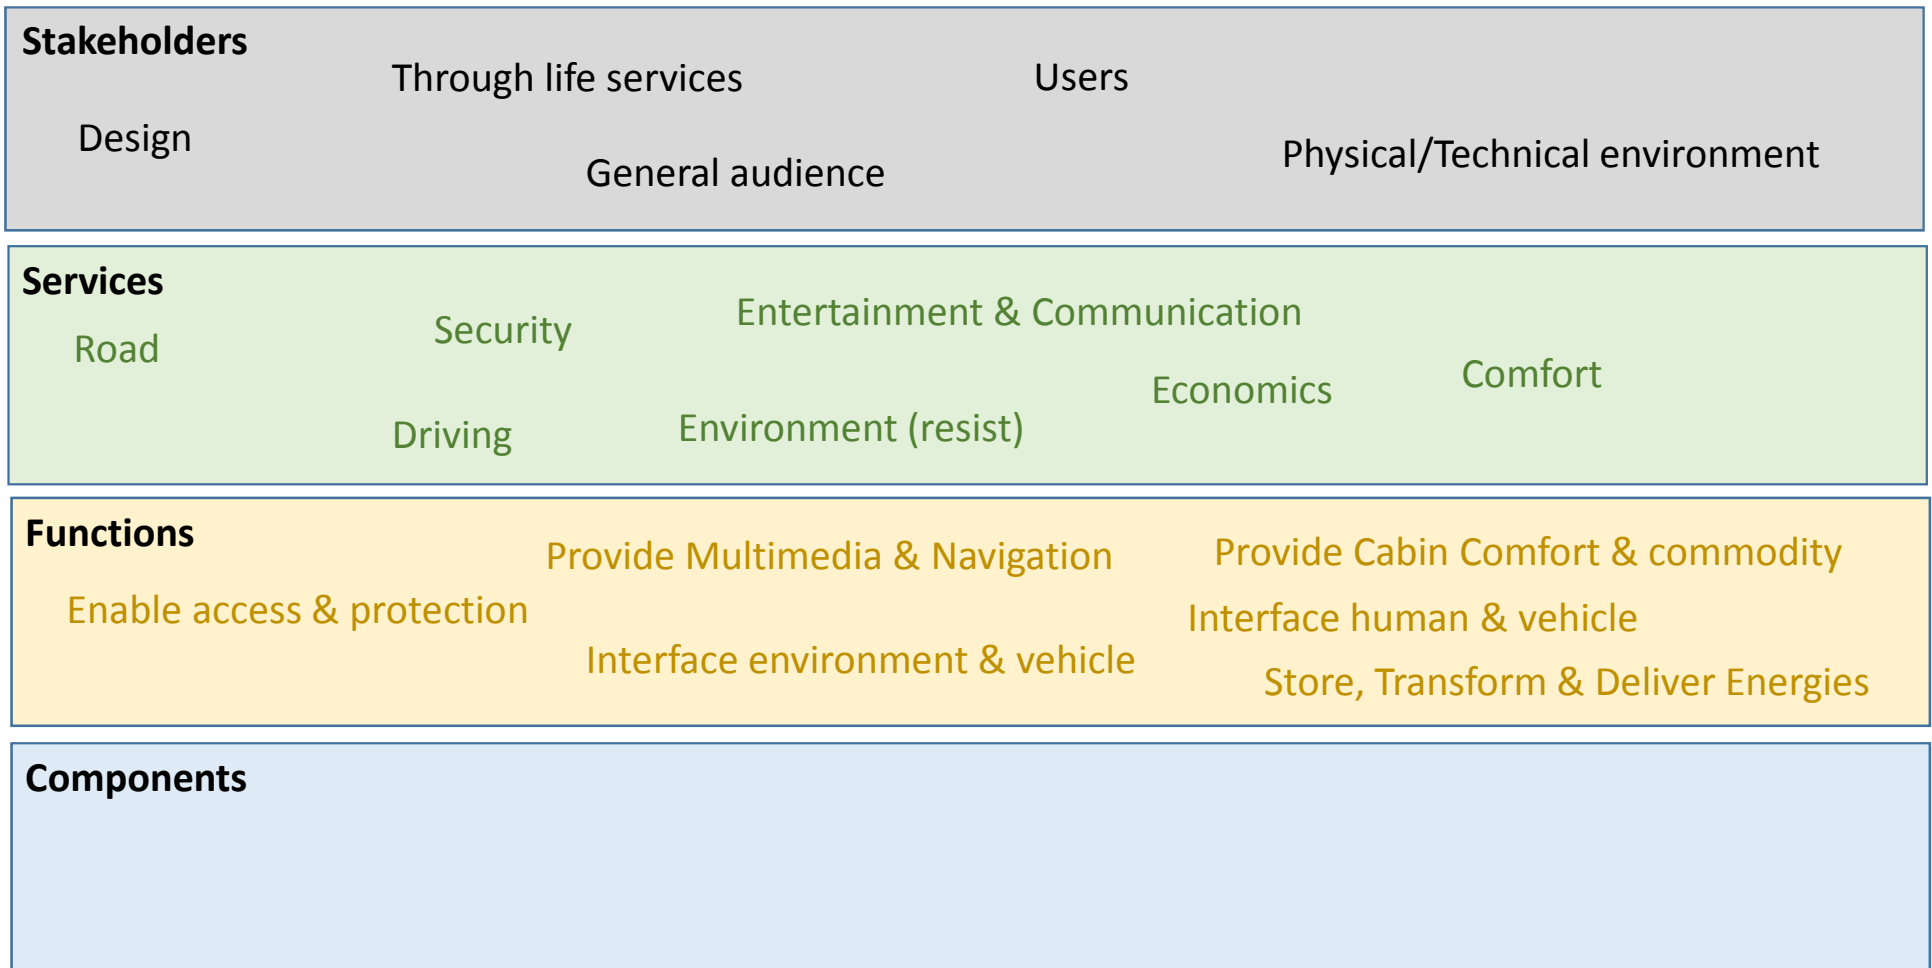 Stakeholders
Through life services
Users
Design
General audience
Physical/Technical environment
Services
Road
Security
Entertainment & Communication
Economics
Comfort
Driving
Environment (resist)
Functions
Provide Multimedia & Navigation
Provide Cabin Comfort & commodity
Enable access & protection
Interface human & vehicle
Interface environment & vehicle
Store, Transform & Deliver Energies
Components